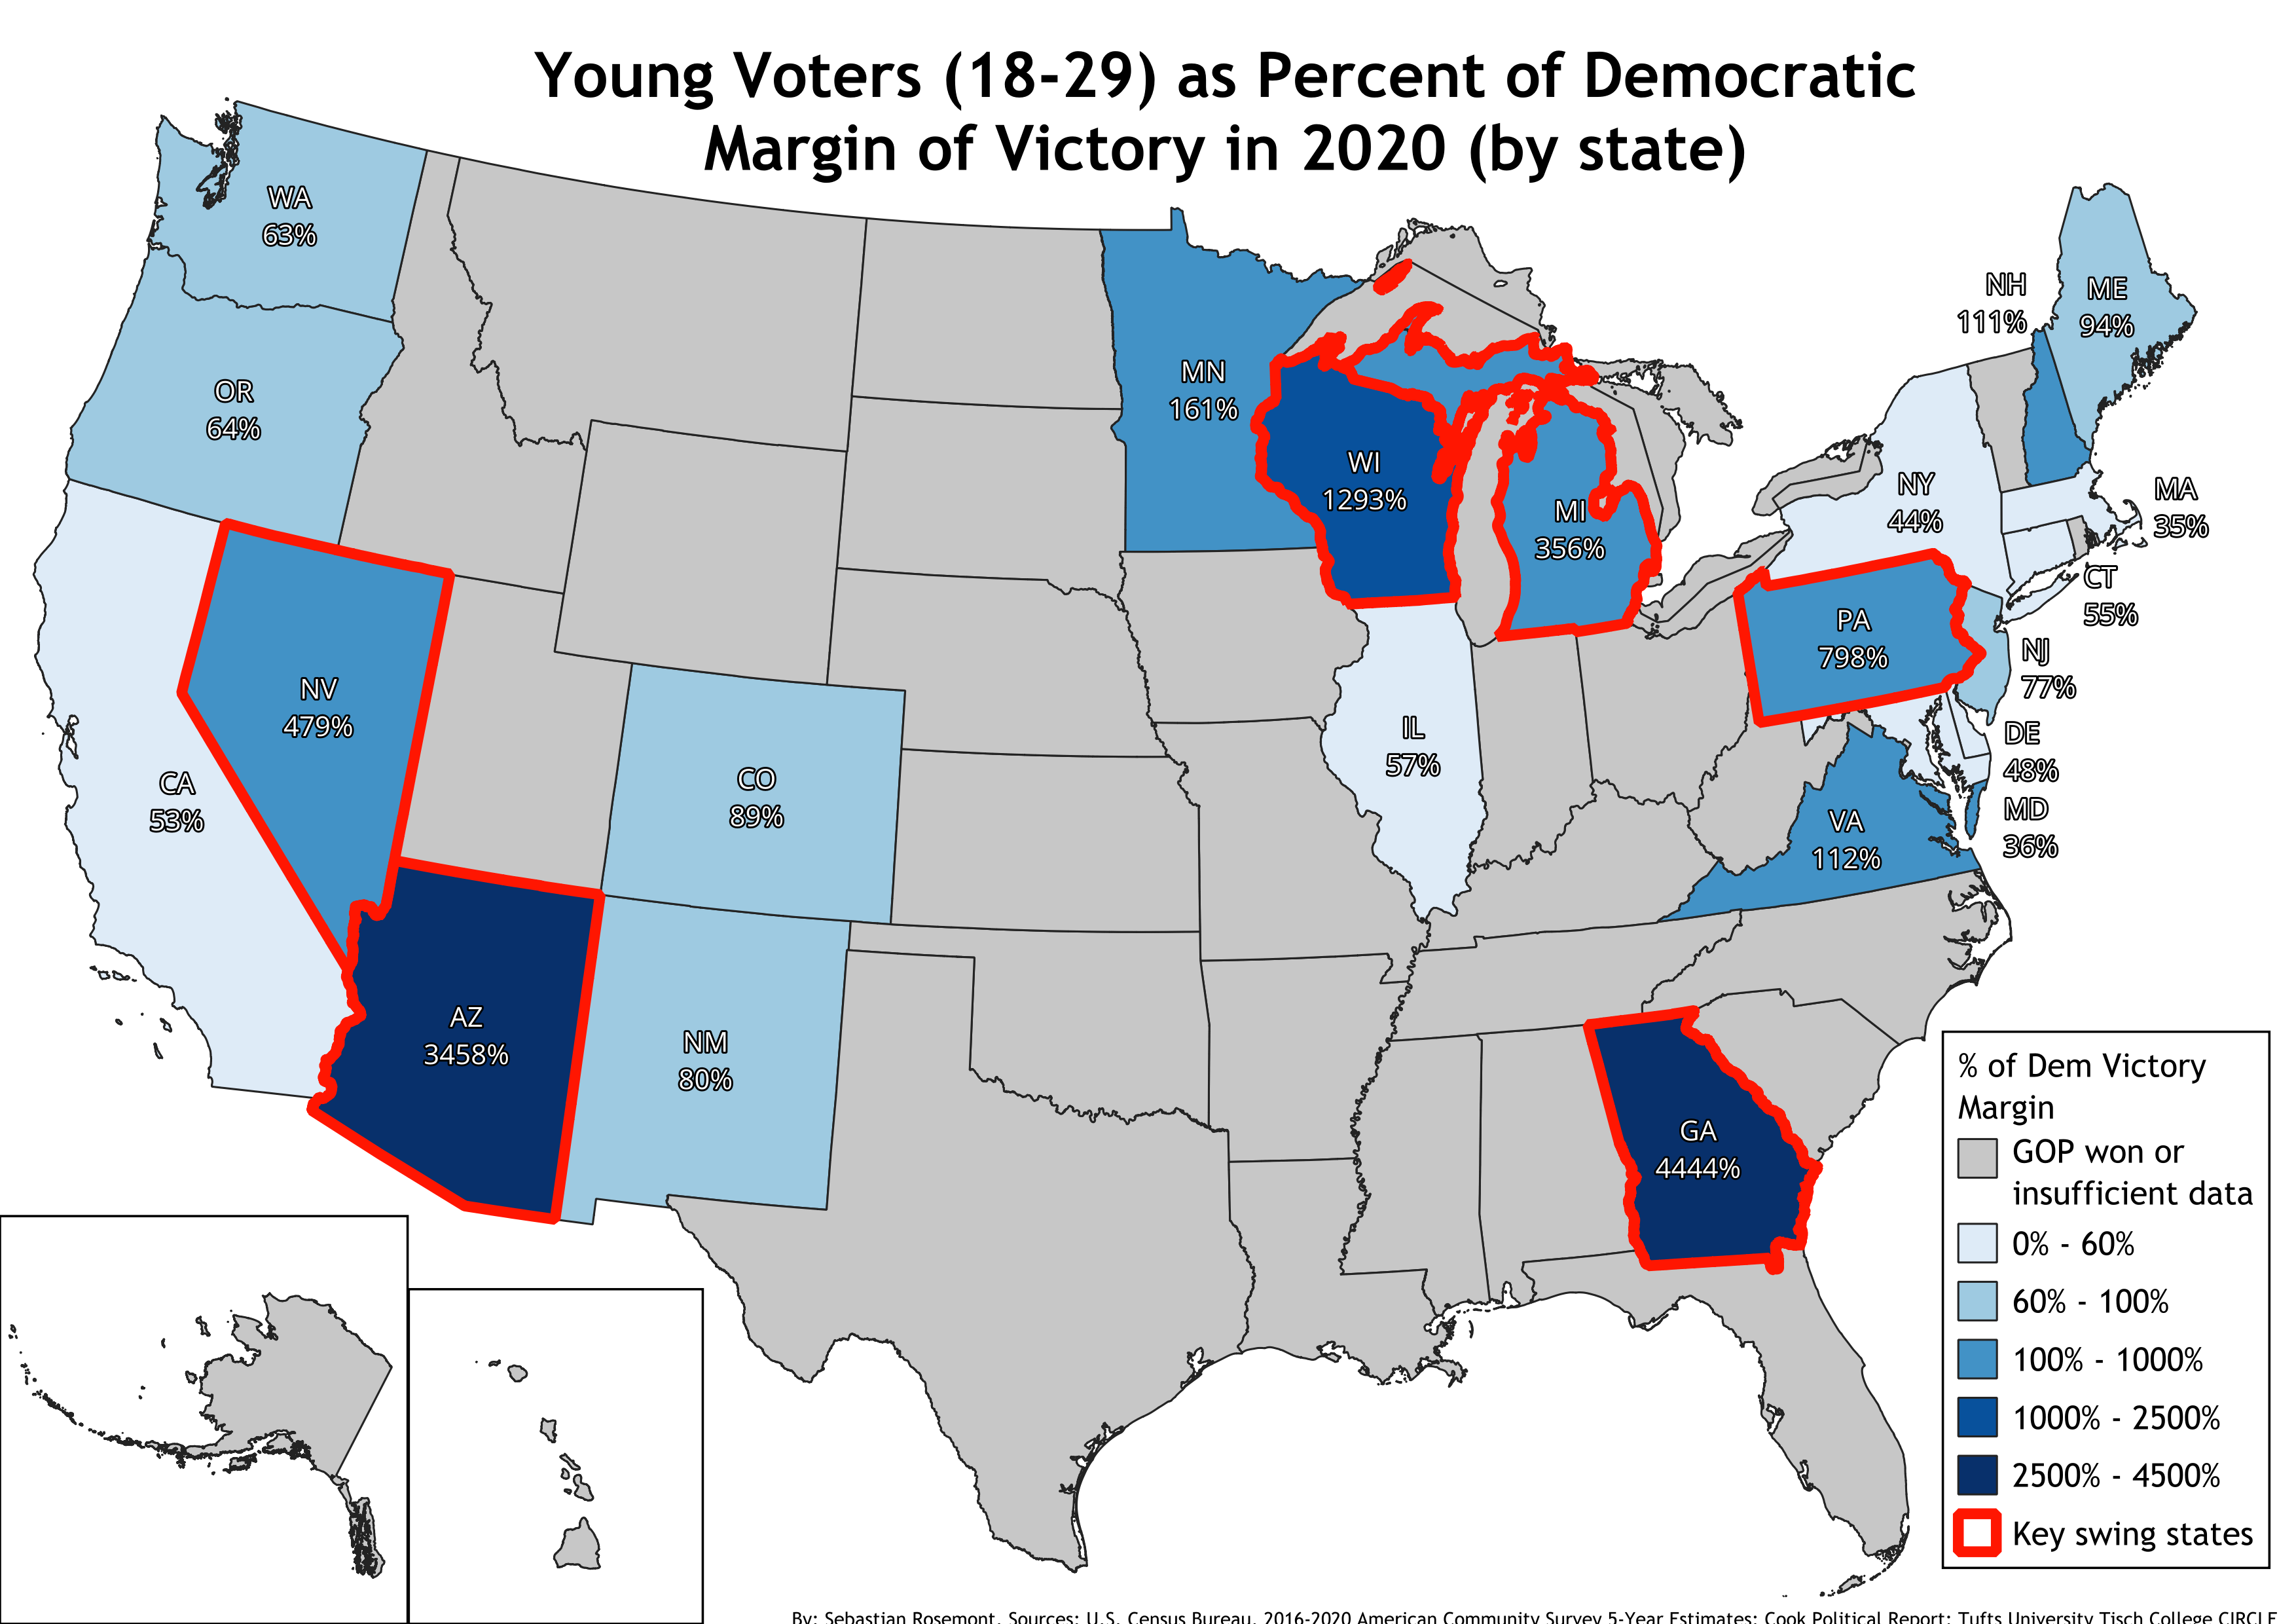 Young Voters (18-29) as Percent of Democratic
Margin of Victory in 2020 (by state)
WA
63%
OR
64%
CA
53%
NV
479%
AZ
3458%
CO
89%
NM
80%
MN
161%
WI
1293%
MI
356%
IL
57%
GA
4444%
VA
112%
PA
798%
NY
44%
NH
111%
ME
94%
MA
35%
CT
55%
NJ
77%
DE
48%
MD
36%
% of Dem Victory
Margin
GOP won or
insufficient data
0% - 60%
60% - 100%
100% - 1000%
1000% - 2500%
2500% - 4500%
Key swing states
By: Sebastian Rosemont. Sources: U.S. Census Bureau, 2016-2020 American Community Survey 5-Year Estimates; Cook Political Report; Tufts University Tisch College CIRCLE